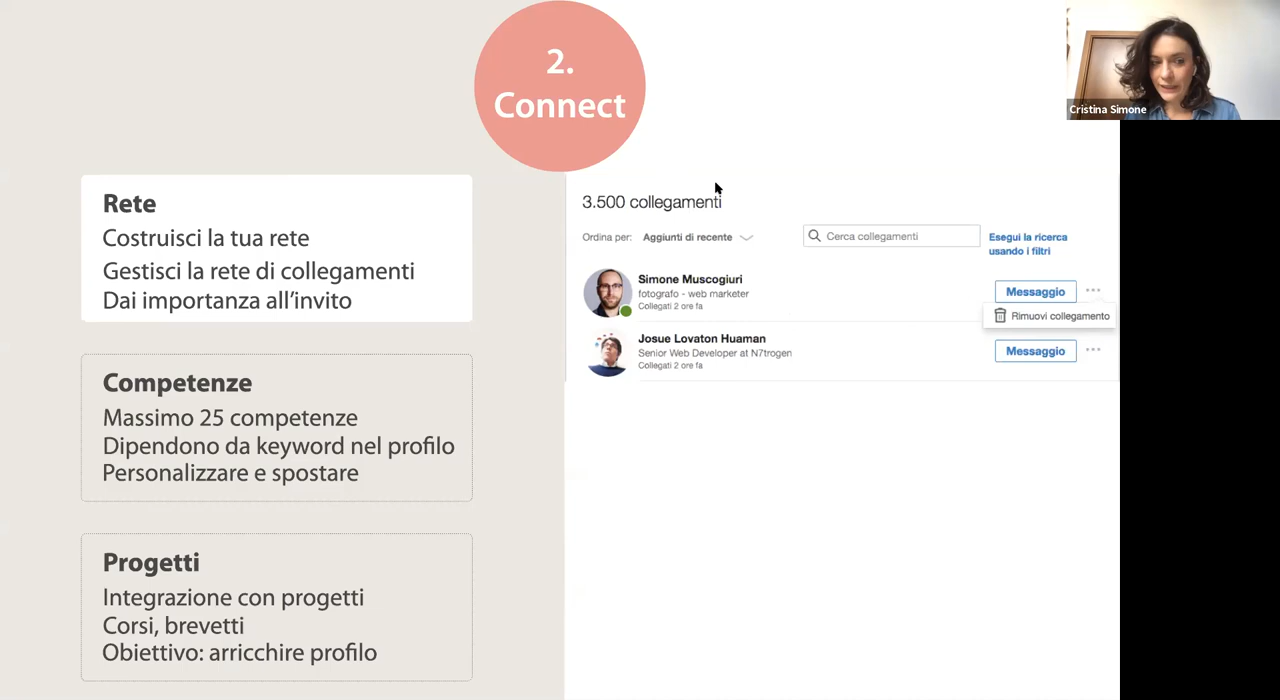 2.
Connect
Cristina Simone
Rete
Costruisci la tua rete
Gestisci la rete di collegamenti
Dai importanza all’invito
Competenze
Massimo 25 competenze
Dipendono da keyword nel profilo
Personalizzare e spostare
Progetti
Integrazione con progetti
Corsi, brevetti
Obiettivo: arricchire profilo
3.500 collegamenti
Ordina per: Aggiunti di recente
Cerca collegamenti
Esegui la ricerca
usando i filtri
Simone Muscogiuri
fotografo - web marketer
Collegati 2 ore fa
Messaggio
Rimuovi collegamento
Josue Lovaton Huaman
Senior Web Developer at N7trogen
Collegati 2 ore fa
Messaggio